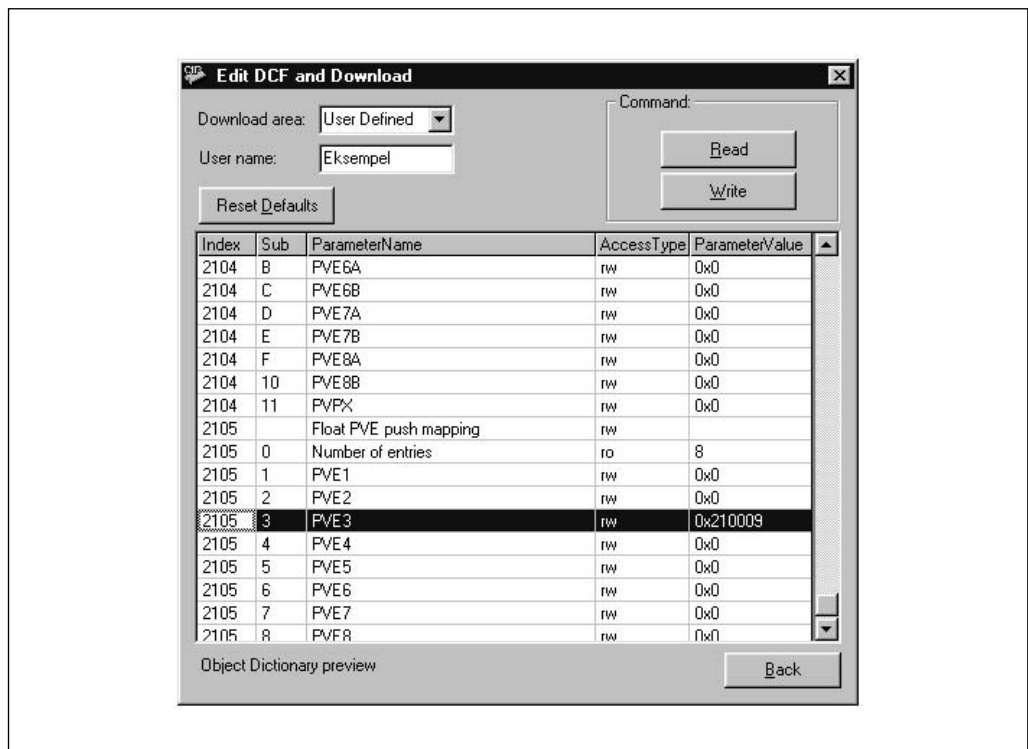 CIP Edit DCF and Download
Download area: User Defined
User name: Eksempel
Reset Defaults
Command:
Read
Write
Index Sub ParameterName AccessType ParameterValue
2104 B PVE6A rw 0x0
2104 C PVE6B rw 0x0
2104 D PVE7A rw 0x0
2104 E PVE7B rw 0x0
2104 F PVE8A rw 0x0
2104 10 PVE8B rw 0x0
2104 11 PVPX rw 0x0
2105 Float PVE push mapping rw
2105 0 Number of entries ro 8
2105 1 PVE1 rw 0x0
2105 2 PVE2 rw 0x0
2105 3 PVE3 rw 0x210009
2105 4 PVE4 rw 0x0
2105 5 PVE5 rw 0x0
2105 6 PVE6 rw 0x0
2105 7 PVE7 rw 0x0
2105 8 PVE8 rw 0x0
Object Dictionary preview
Back